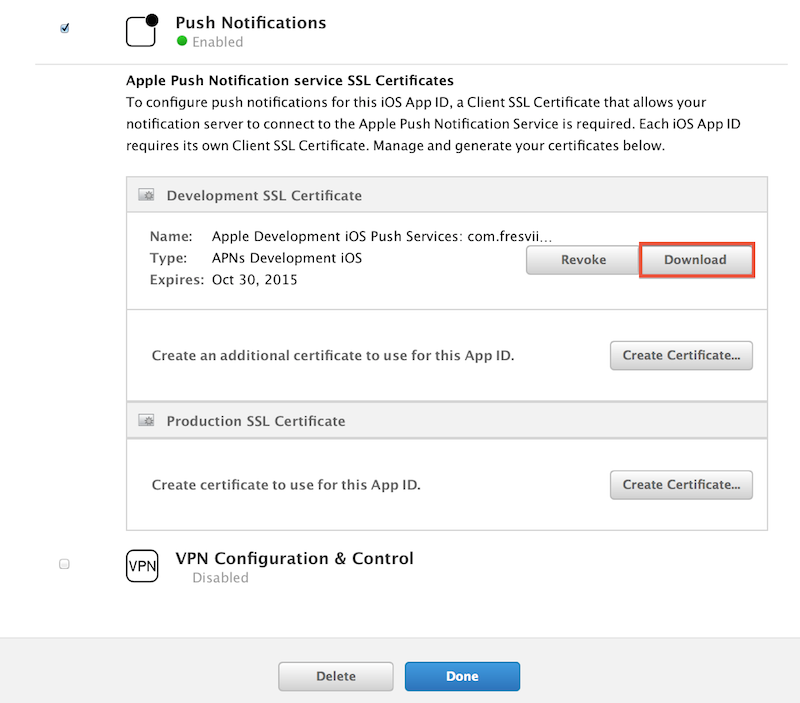 Push Notifications
Enabled
Apple Push Notification service SSL Certificates
To configure push notifications for this iOS App ID, a Client SSL Certificate that allows your
notification server to connect to the Apple Push Notification Service is required. Each iOS App ID
requires its own Client SSL Certificate. Manage and generate your certificates below.
Development SSL Certificate
Name: Apple Development iOS Push Services: com.fresvii...
Type: APNs Development iOS
Expires: Oct 30, 2015
Revoke Download
Create an additional certificate to use for this App ID. Create Certificate...
Production SSL Certificate
Create certificate to use for this App ID. Create Certificate...
VPN VPN Configuration & Control
Disabled
Delete Done